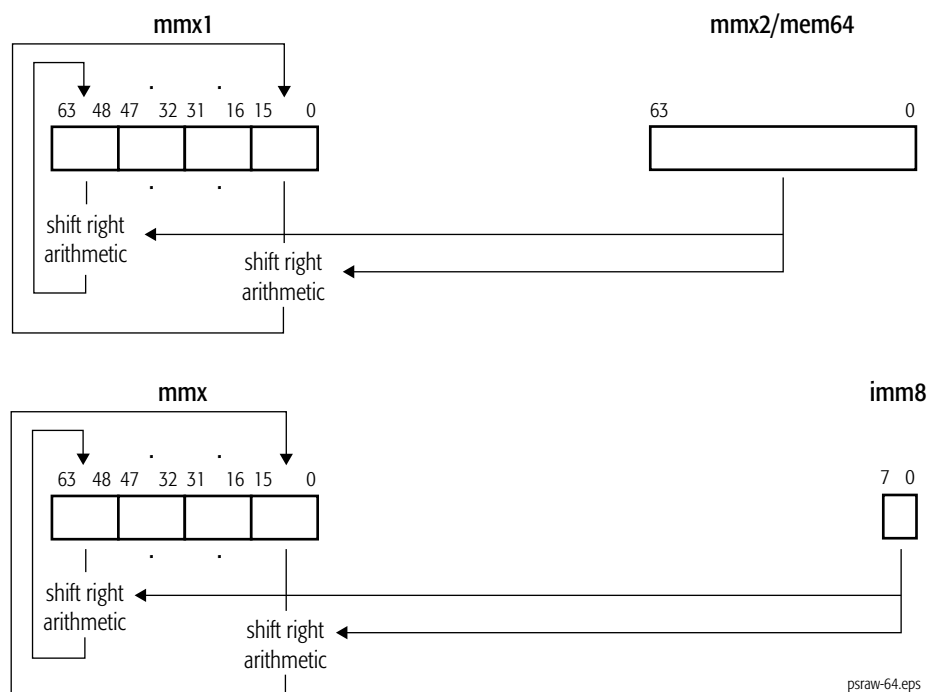 mmx1 mmx2/mem64
. .
63 48 47 32 31 16 15 0 63 0
. .
shift right
arithmetic
shift right
arithmetic
mmx imm8
. .
63 48 47 32 31 16 15 0 7 0
. .
shift right
arithmetic
shift right
arithmetic
psraw-64.eps